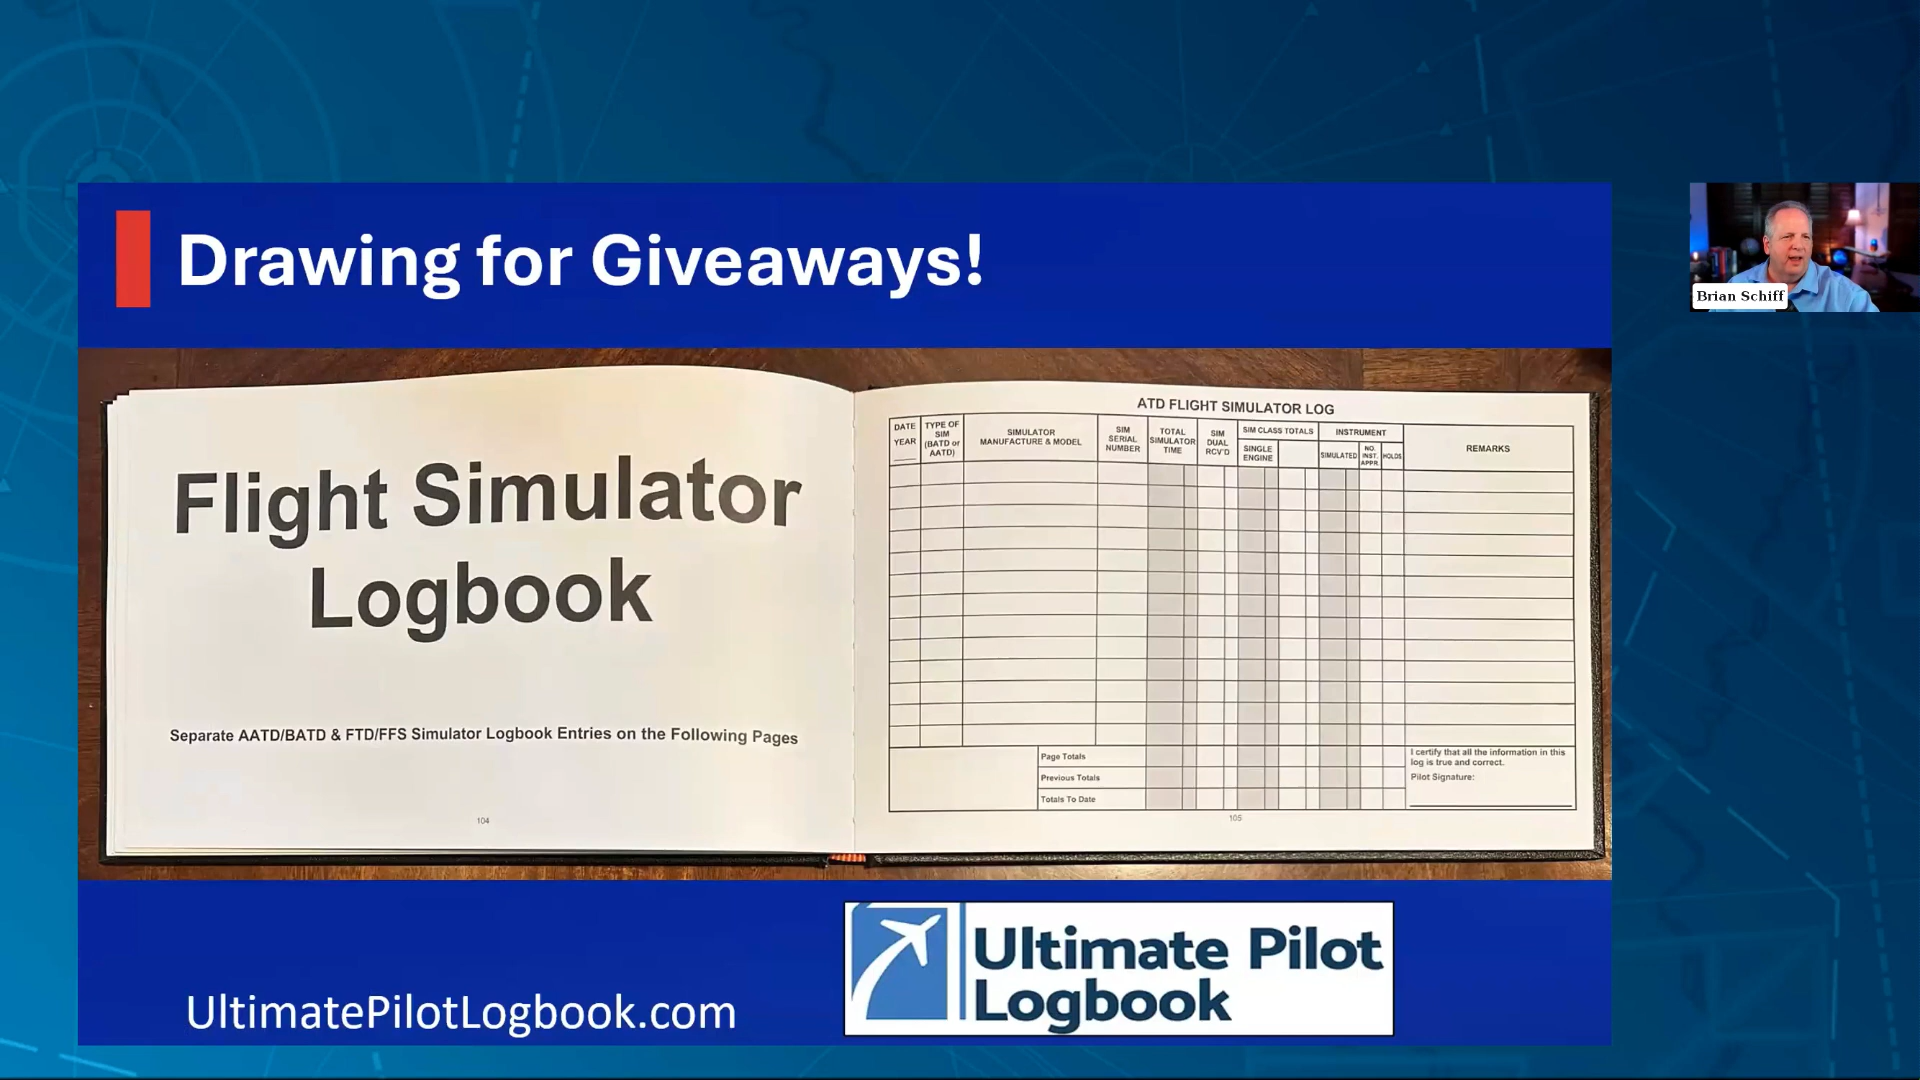 Drawing for Giveaways!
Brian Schiff
Flight Simulator
Logbook
Separate AATD/BATD & FTD/FFS Simulator Logbook Entries on the Following Pages
104
ATD FLIGHT SIMULATOR LOG
DATE
YEAR
TYPE OF
SIM
(BATD or
AATD)
SIMULATOR
MANUFACTURE & MODEL
SIM
SERIAL
NUMBER
TOTAL
SIMULATOR
TIME
SIM
DUAL
RCV'D
SIM CLASS TOTALS
SINGLE
ENGINE
INSTRUMENT
SIMULATED
NO.
INST.
APPR.
HOLDS
REMARKS
Page Totals
Previous Totals
Totals To Date
I certify that all the information in this
log is true and correct.
Pilot Signature:
105
UltimatePilotLogbook.com
Ultimate Pilot
Logbook